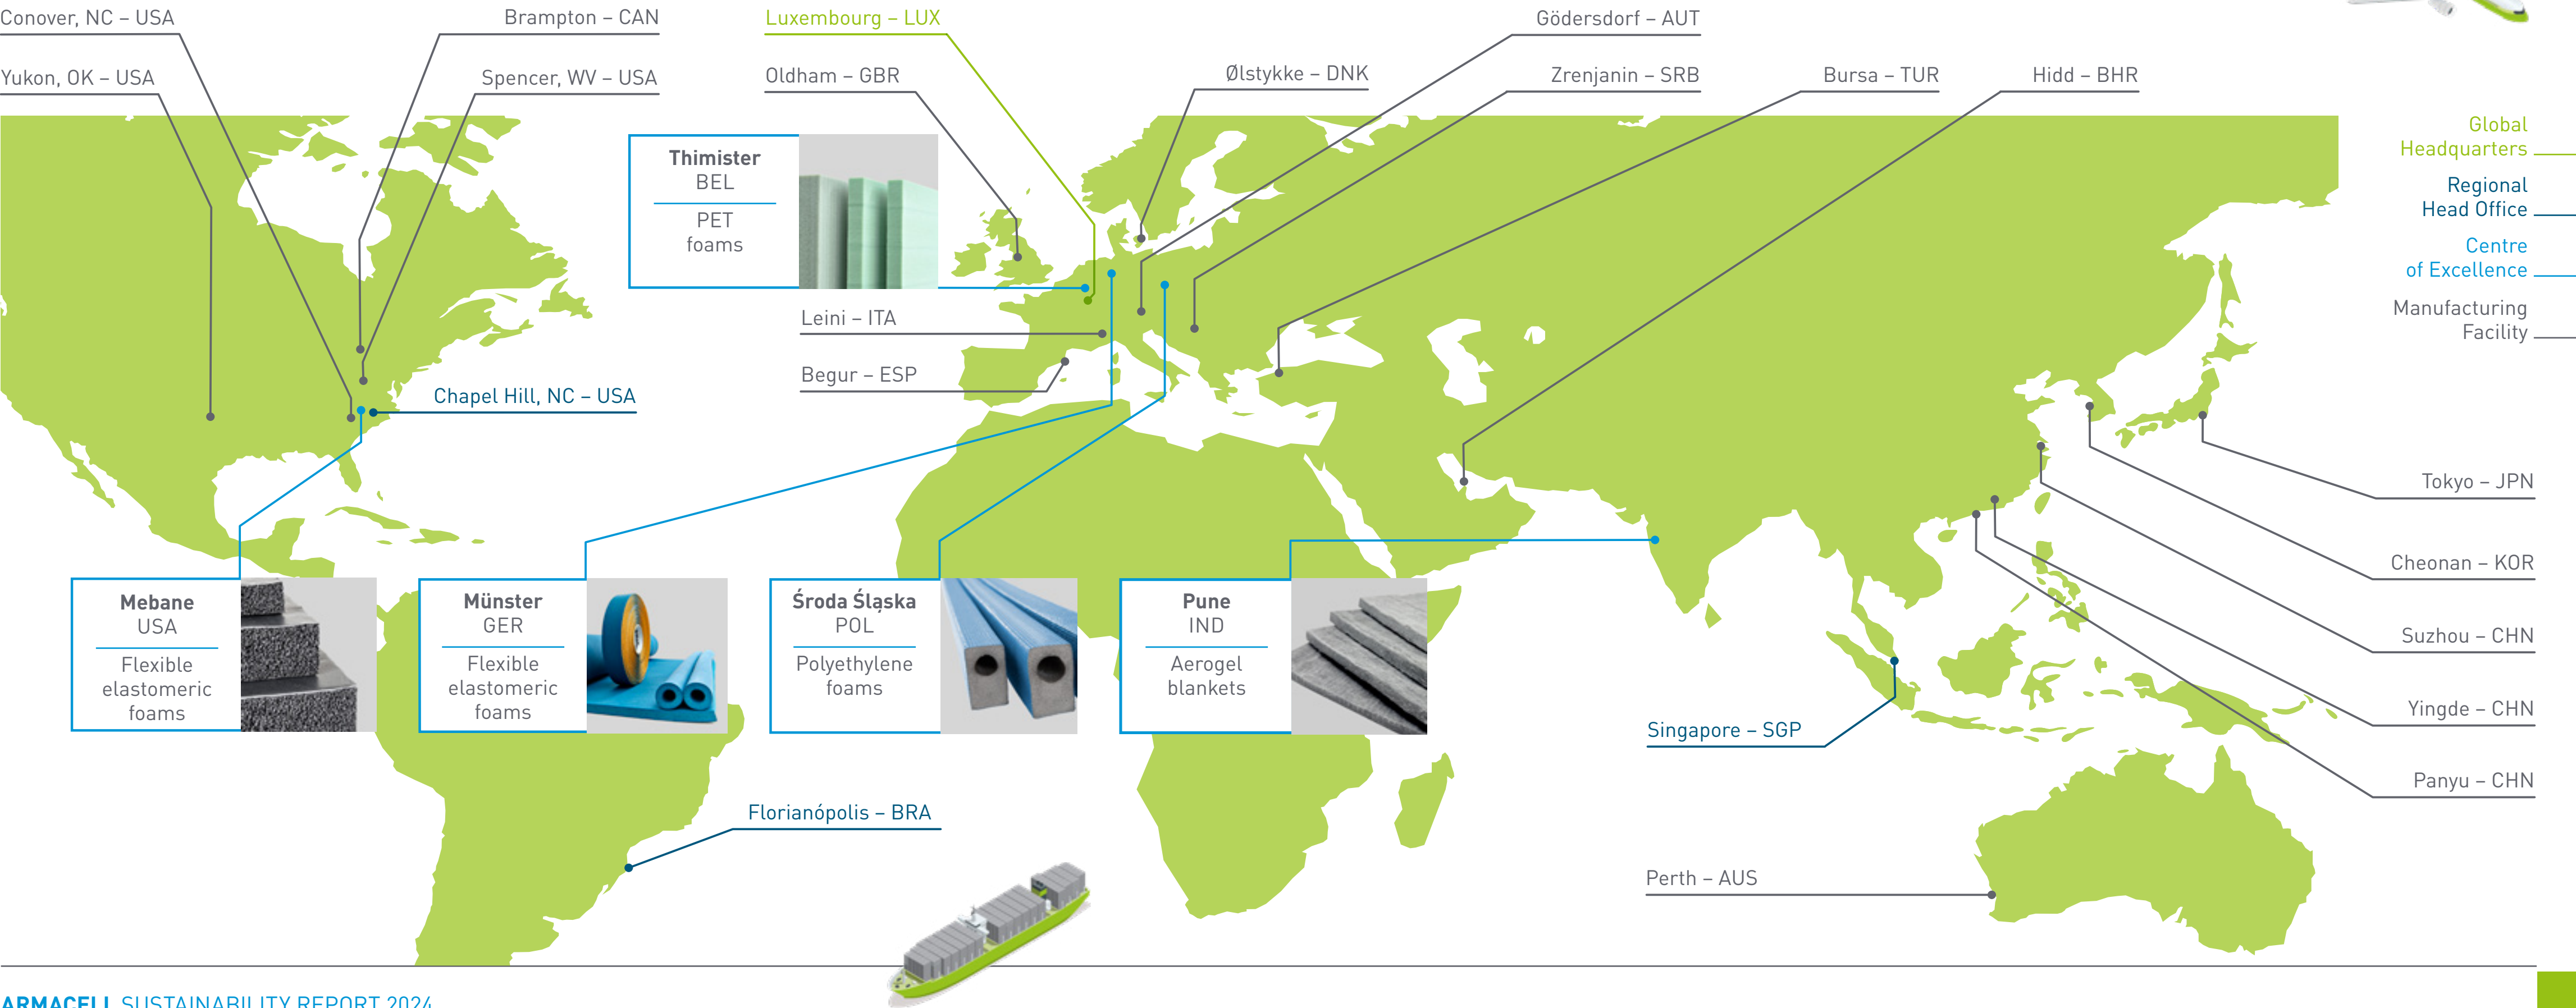 Conover, NC – USA
Brampton – CAN
Luxembourg – LUX
Gödersdorf – AUT
Yukon, OK – USA
Spencer, WV – USA
Oldham – GBR
Ølstykke – DNK
Zrenjanin – SRB
Bursa – TUR
Hidd – BHR
Global
Headquarters
Regional
Head Office
Centre
of Excellence
Manufacturing
Facility
Thimister
BEL
PET
foams
Leini – ITA
Begur – ESP
Chapel Hill, NC – USA
Tokyo – JPN
Cheonan – KOR
Suzhou – CHN
Yingde – CHN
Panyu – CHN
Mebane
USA
Flexible
elastomeric
foams
Münster
GER
Flexible
elastomeric
foams
Środa Śląska
POL
Polyethylene
foams
Pune
IND
Aerogel
blankets
Singapore – SGP
Florianópolis – BRA
Perth – AUS
ARMACELL SUSTAINABILITY REPORT 2024